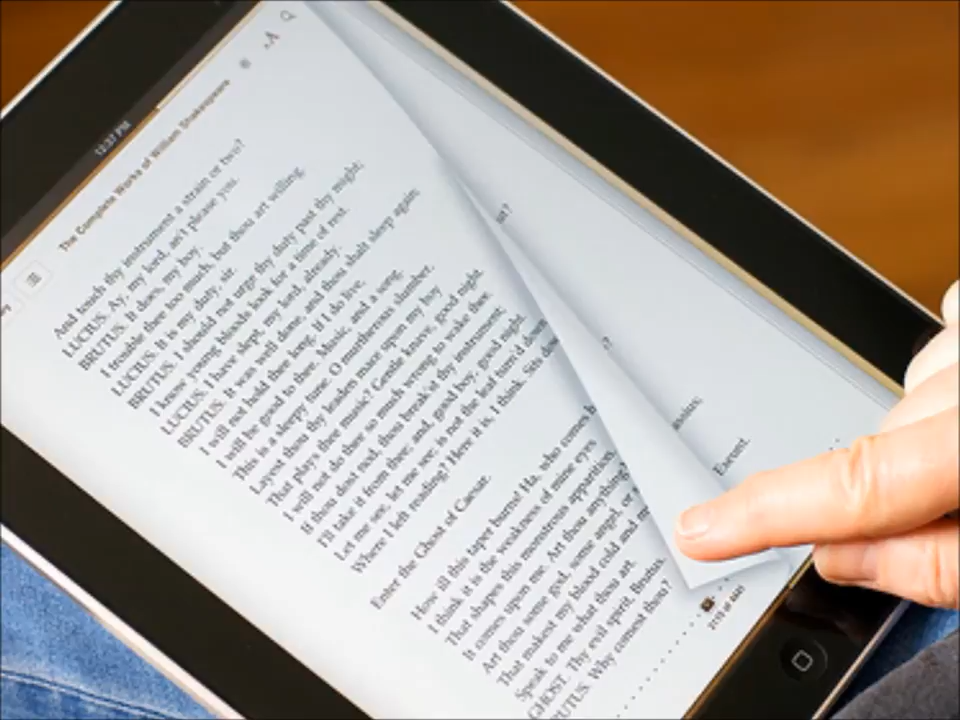 12:37 PM
The Complete Works of William Shakespeare
AA
And touch thy instrument a strain or two?
LUCIUS. Ay, my lord, an't please you.
BRUTUS. It does, my boy.
I trouble thee too much, but thou art willing.
LUCIUS. It is my duty, sir.
BRUTUS. I should not urge thy duty past thy might;
I know young bloods look for a time of rest.
LUCIUS. I have slept, my lord, already.
BRUTUS. It was well done, and thou shalt sleep again;
I will not hold thee long. If I do live,
I will be good to thee. Music, and a song.
This is a sleepy tune. O murtherous slumber,
Layest thou thy leaden mace upon my boy
That plays thee music? Gentle knave, good night.
I will not do thee so much wrong to wake thee.
If thou dost nod, thou break'st thy instrument;
I'll take it from thee; and, good boy, good night.
Let me see, let me see; is not the leaf turn'd down
Where I left reading? Here it is, I think. Sits down
Enter the Ghost of Caesar.
How ill this taper burns! Ha, who comes h
I think it is the weakness of mine eyes
That shapes this monstrous apparition.
It comes upon me. Art thou anything
Art thou some god, some angel, or
That makest my blood cold and my
Speak to me what thou art.
GHOST. Thy evil spirit, Brutus.
BRUTUS. Why comest thou?
us?
?
Exeunt.